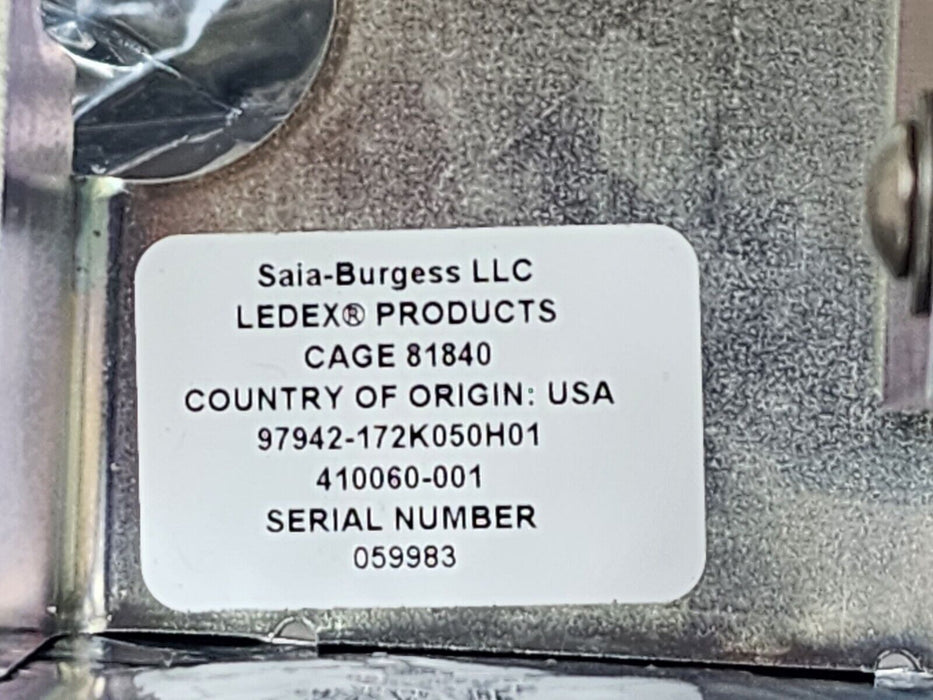 Saia-Burgess LLC
LEDEX® PRODUCTS
CAGE 81840
COUNTRY OF ORIGIN: USA
97942-172K050H01
410060-001
SERIAL NUMBER
059983